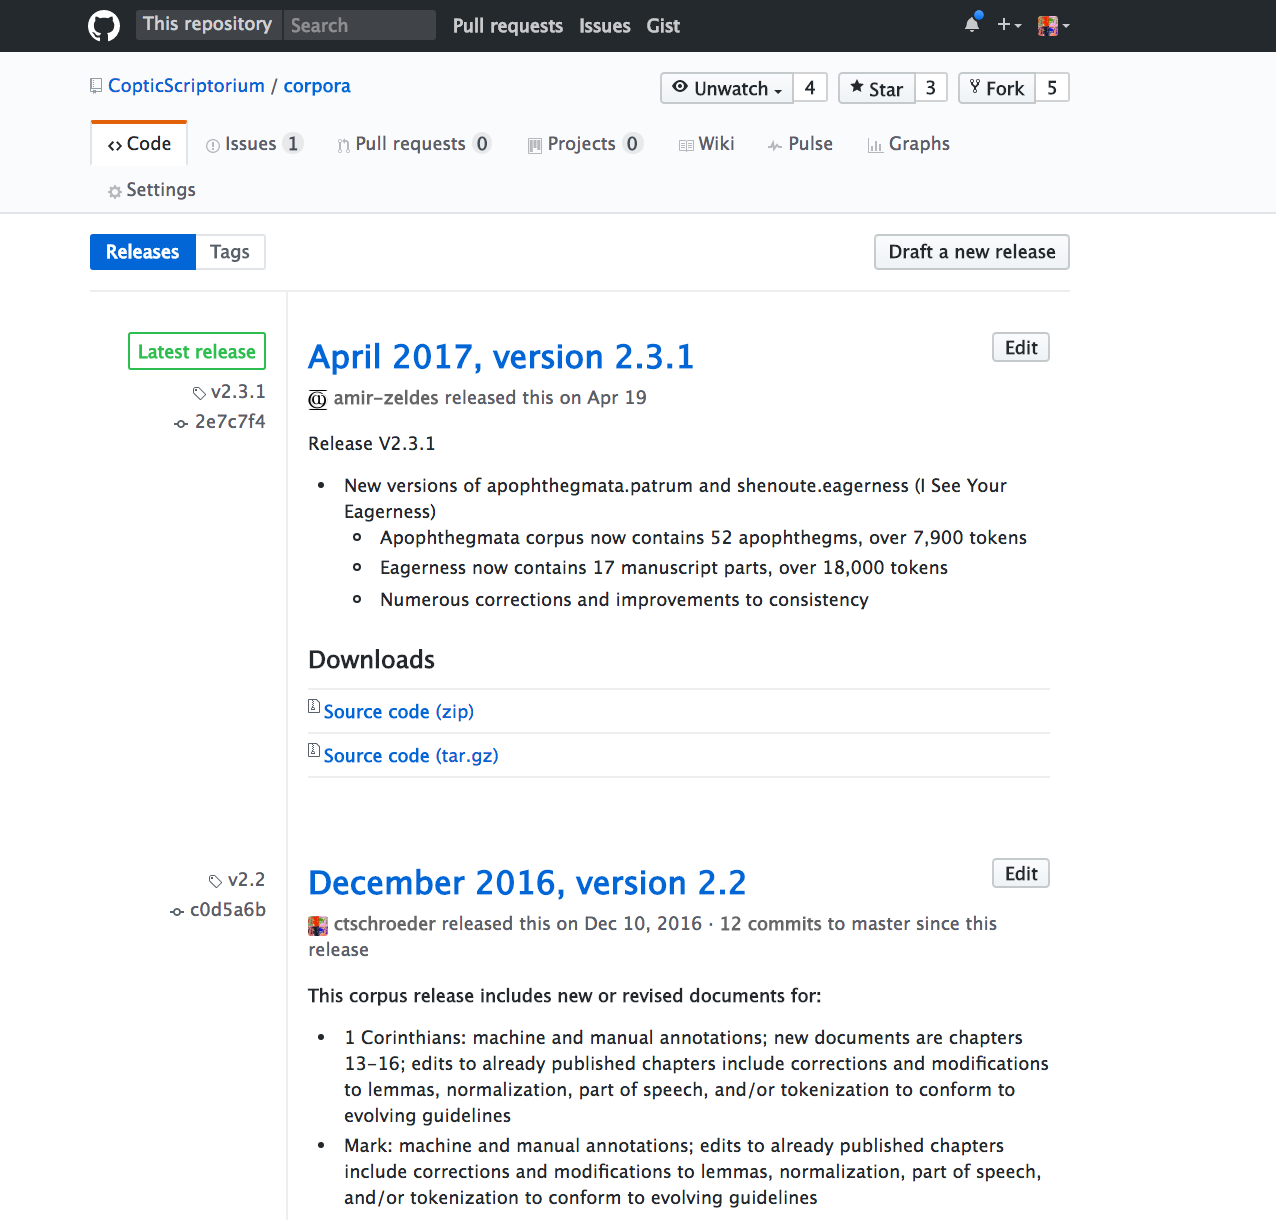 This repository Search Pull requests Issues Gist
CopticScriptorium / corpora Unwatch 4 Star 3 Fork 5
Code Issues 1 Pull requests 0 Projects 0 Wiki Pulse Graphs
Settings
Releases Tags Draft a new release
Latest release
v2.3.1
2e7c7f4
April 2017, version 2.3.1 Edit
amir-zeldes released this on Apr 19
Release V2.3.1
• New versions of apophthegmata.patrum and shenoute.eagerness (I See Your
Eagerness)
Apophthegmata corpus now contains 52 apophthegms, over 7,900 tokens
Eagerness now contains 17 manuscript parts, over 18,000 tokens
Numerous corrections and improvements to consistency
Downloads
Source code (zip)
Source code (tar.gz)
v2.2
c0d5a6b
December 2016, version 2.2 Edit
ctschroeder released this on Dec 10, 2016 · 12 commits to master since this
release
This corpus release includes new or revised documents for:
• 1 Corinthians: machine and manual annotations; new documents are chapters
13-16; edits to already published chapters include corrections and modifications
to lemmas, normalization, part of speech, and/or tokenization to conform to
evolving guidelines
• Mark: machine and manual annotations; edits to already published chapters
include corrections and modifications to lemmas, normalization, part of speech,
and/or tokenization to conform to evolving guidelines